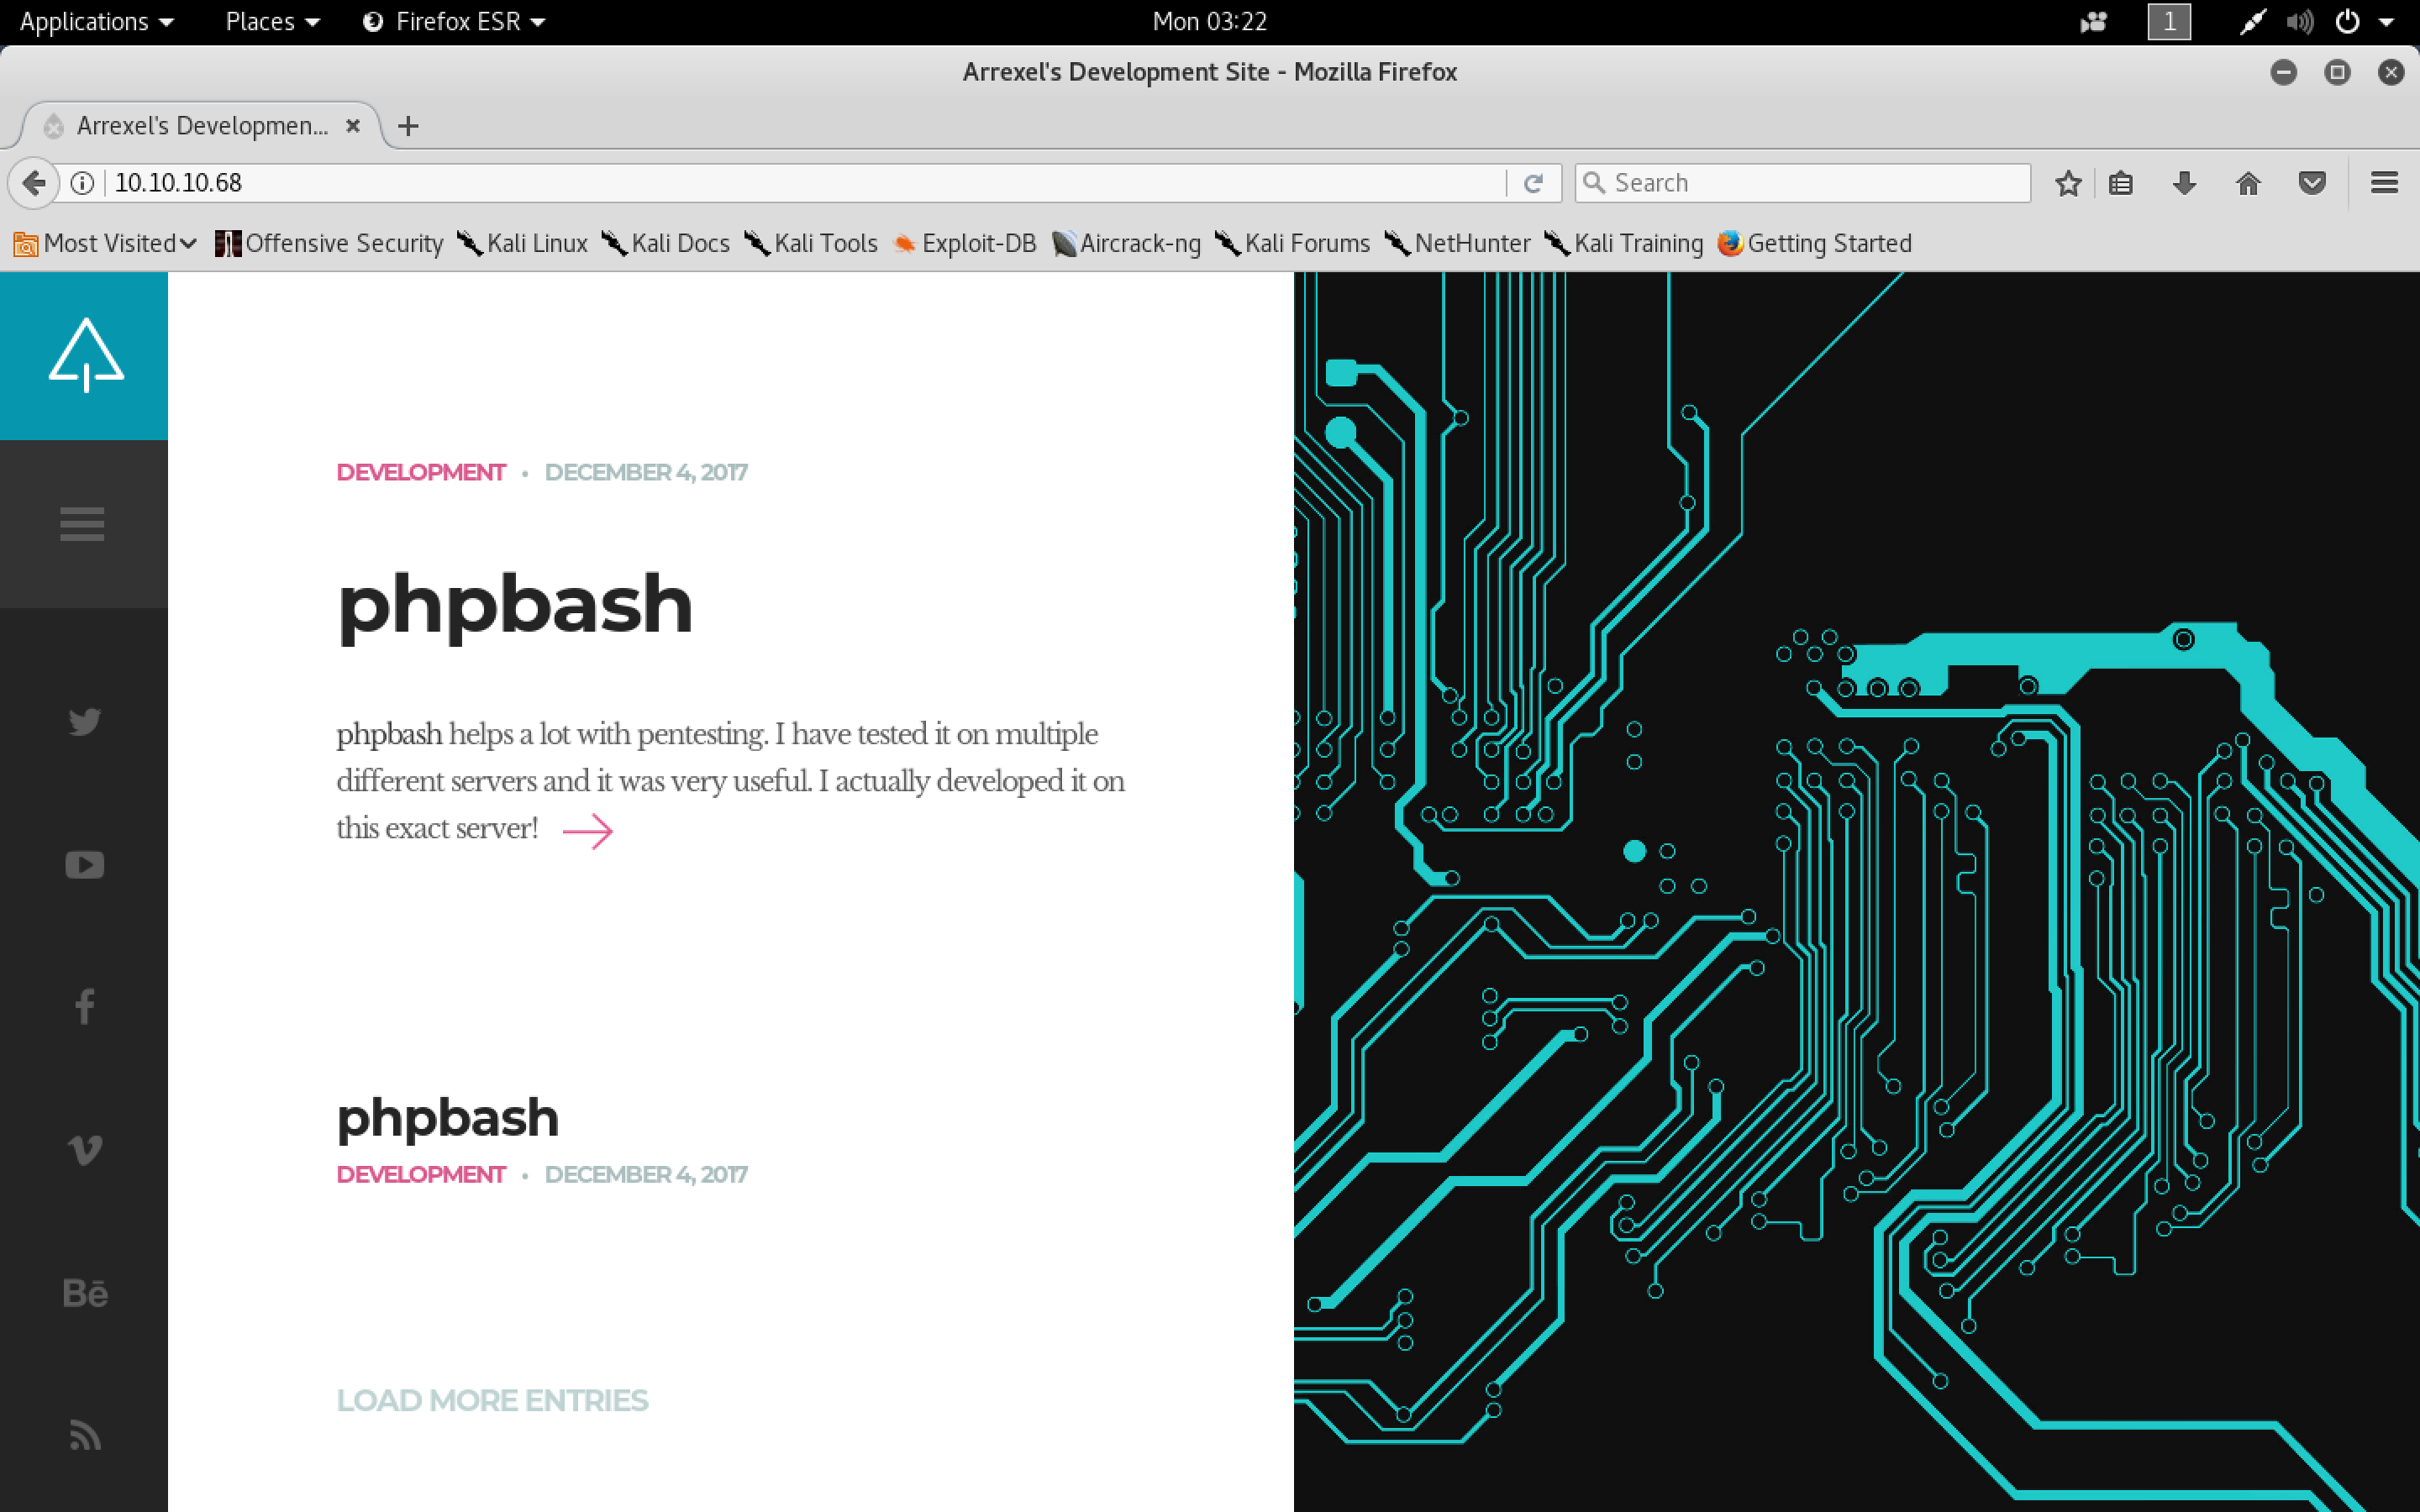 Applications Places Firefox ESR Mon 03:22 1
Arrexel's Development Site - Mozilla Firefox
Arrexel's Developmen...
10.10.10.68 Search
Most Visited Offensive Security Kali Linux Kali Docs Kali Tools Exploit-DB Aircrack-ng Kali Forums NetHunter Kali Training Getting Started
DEVELOPMENT • DECEMBER 4, 2017
phpbash
phpbash helps a lot with pentesting. I have tested it on multiple
different servers and it was very useful. I actually developed it on
this exact server!
phpbash
DEVELOPMENT • DECEMBER 4, 2017
Bē
LOAD MORE ENTRIES